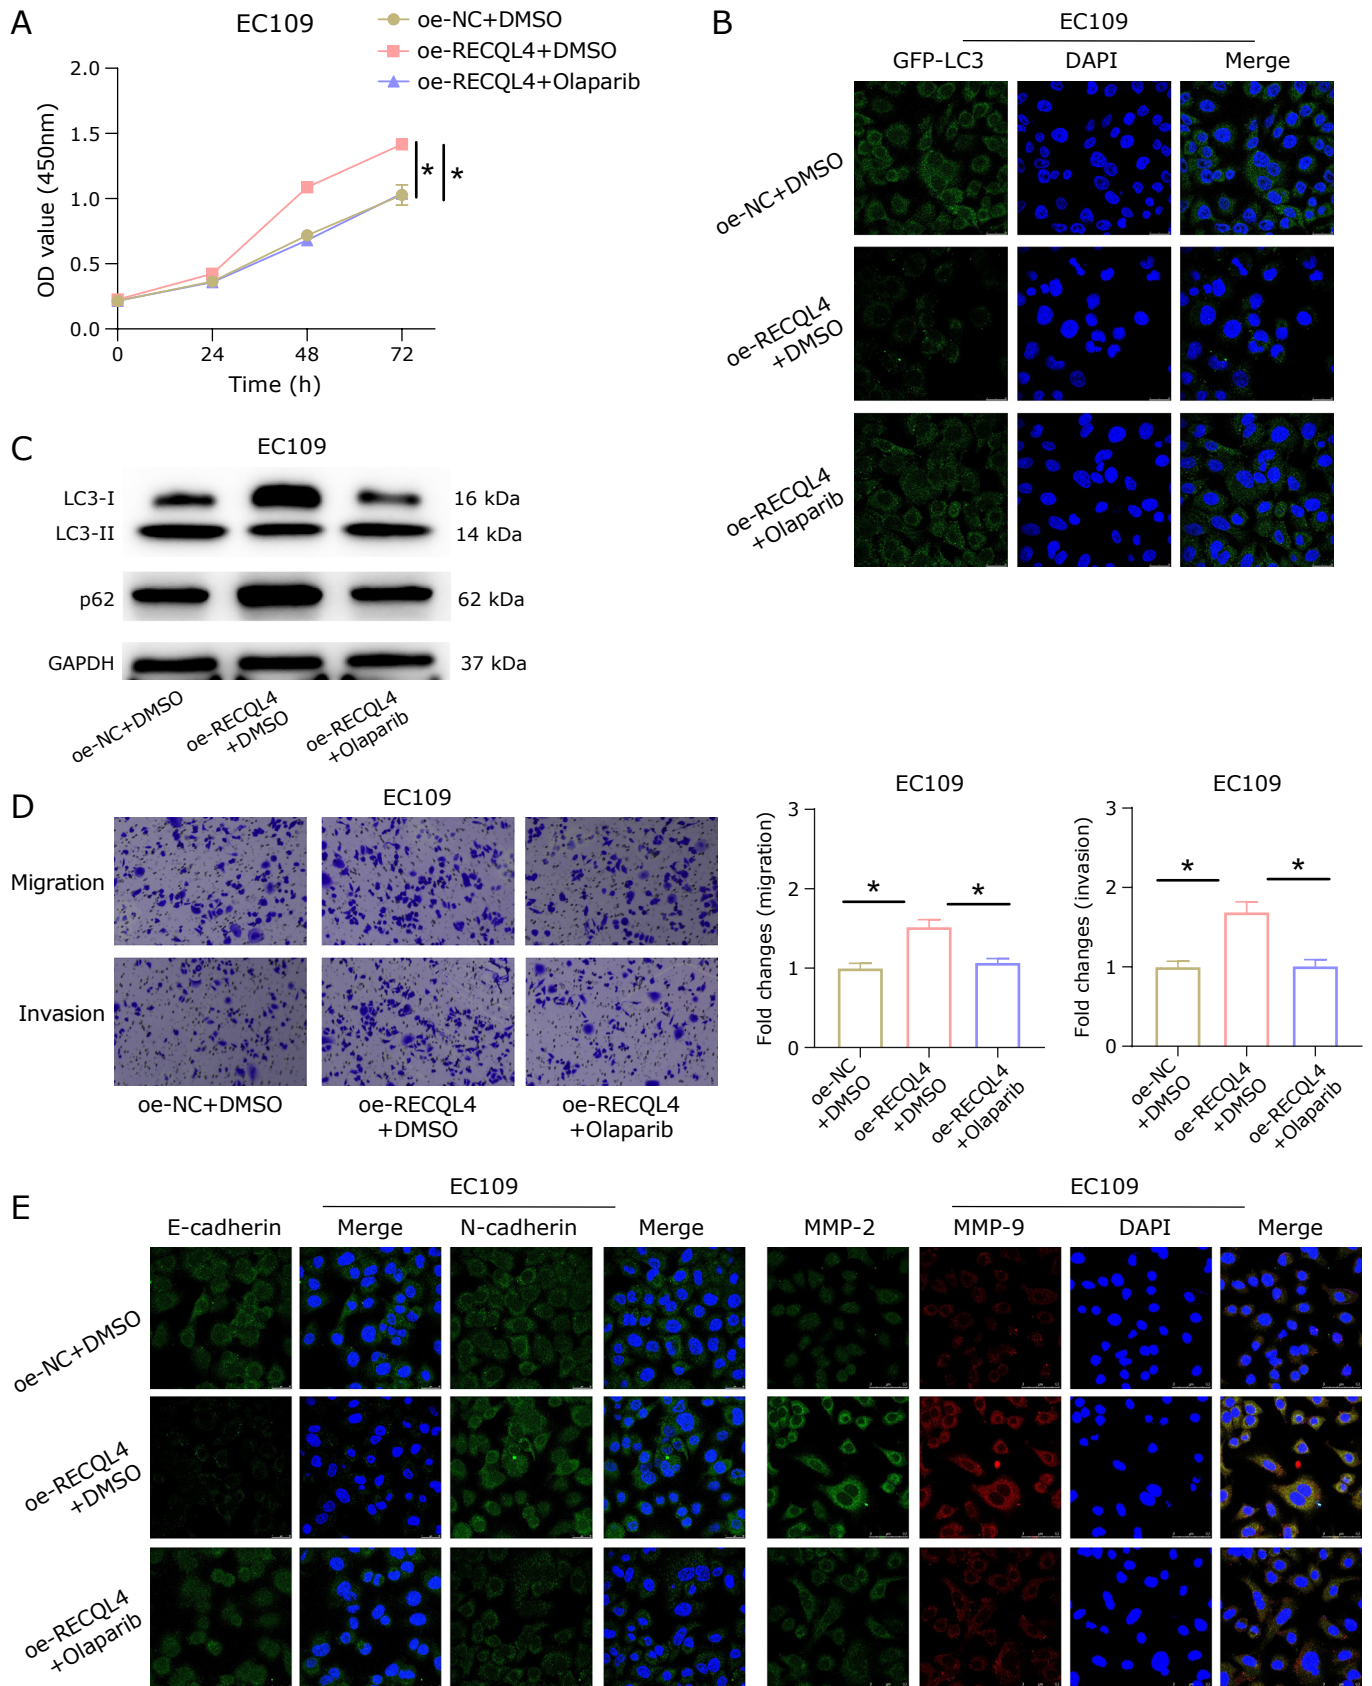 A
EC109
oe-NC+DMSO
oe-RECQL4+DMSO
oe-RECQL4+Olaparib
OD value (450nm)
2.0
1.5
1.0
0.5
0.0
*
*
0
24
48
72
Time (h)
B
EC109
GFP-LC3
DAPI
Merge
oe-NC+DMSO
oe-RECQL4
+DMSO
oe-RECQL4
+Olaparib
C
EC109
LC3-I
16 kDa
LC3-II
14 kDa
p62
62 kDa
GAPDH
37 kDa
oe-NC+DMSO
oe-RECQL4
+DMSO
oe-RECQL4
+Olaparib
D
EC109
Migration
Invasion
oe-NC+DMSO
oe-RECQL4
+DMSO
oe-RECQL4
+Olaparib
EC109
Fold changes (migration)
3
2
1
0
*
*
oe-NC
+DMSO
oe-RECQL4
+DMSO
oe-RECQL4
+Olaparib
EC109
Fold changes (invasion)
3
2
1
0
*
*
oe-NC
+DMSO
oe-RECQL4
+DMSO
oe-RECQL4
+Olaparib
E
EC109
E-cadherin
Merge
N-cadherin
Merge
EC109
MMP-2
MMP-9
DAPI
Merge
oe-NC+DMSO
oe-RECQL4
+DMSO
oe-RECQL4
+Olaparib